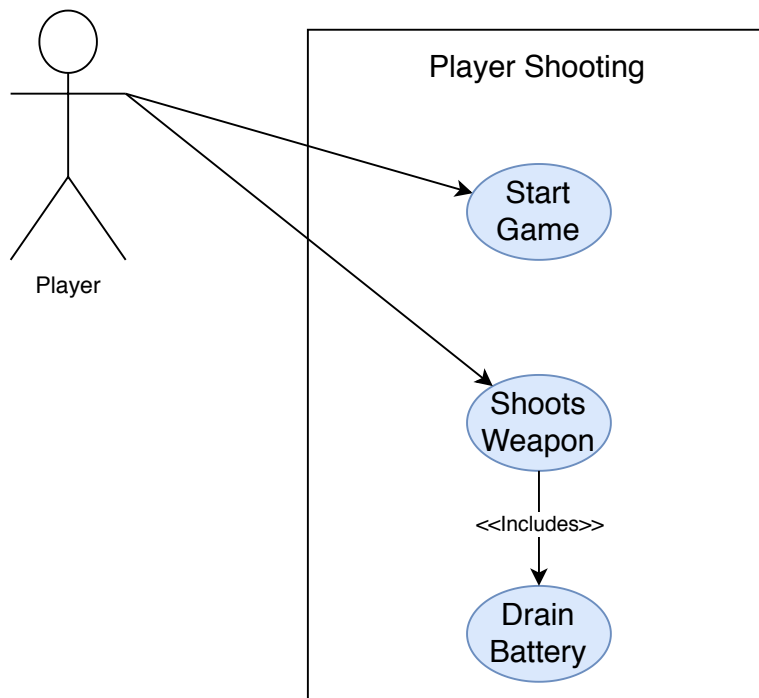 Player Shooting
Start
Game
Player
Shoots
Weapon
<<Includes>>
Drain
Battery